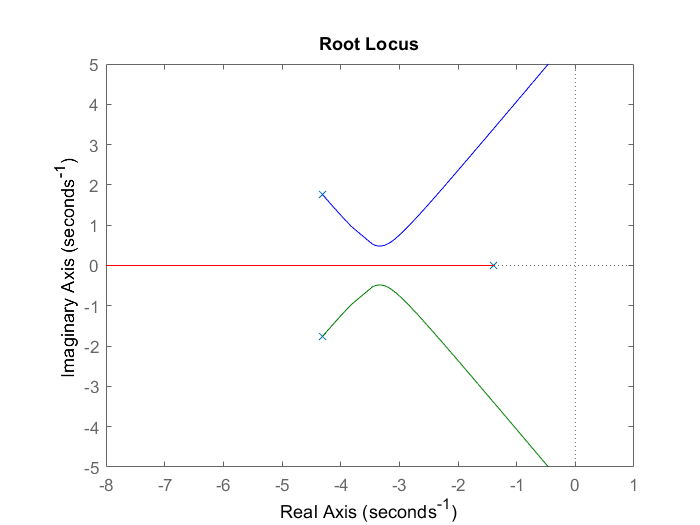 Root Locus
Imaginary Axis (seconds⁻¹)
5
4
3
2
1
0
-1
-2
-3
-4
-5
-8 -7 -6 -5 -4 -3 -2 -1 0 1
Real Axis (seconds⁻¹)